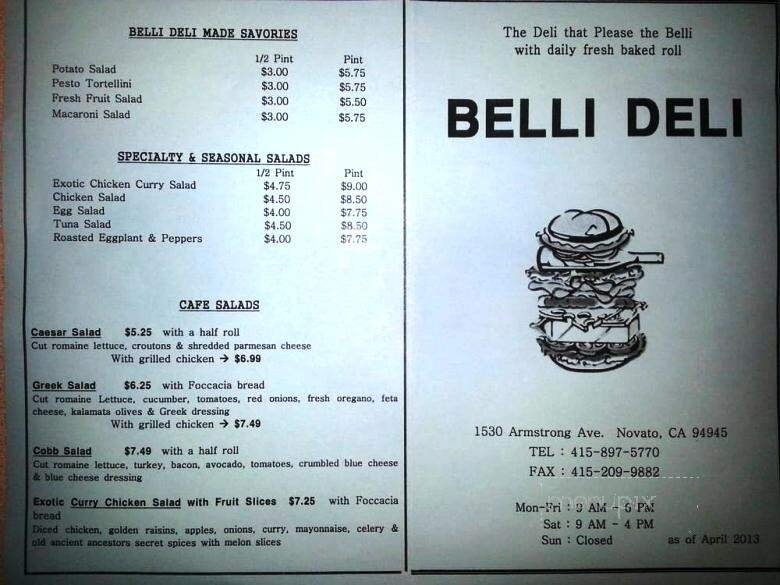 BELLI DELI MADE SAVORIES
1/2 Pint Pint
Potato Salad $3.00 $5.75
Pesto Tortellini $3.00 $5.75
Fresh Fruit Salad $3.00 $5.50
Macaroni Salad $3.00 $5.75
SPECIALTY & SEASONAL SALADS
1/2 Pint Pint
Exotic Chicken Curry Salad $4.75 $9.00
Chicken Salad $4.50 $8.50
Egg Salad $4.00 $7.75
Tuna Salad $4.50 $8.50
Roasted Eggplant & Peppers $4.00 $7.75
CAFE SALADS
Caesar Salad $5.25 with a half roll
Cut romaine lettuce, croutons & shredded parmesan cheese
With grilled chicken → $6.99
Greek Salad $6.25 with Foccacia bread
Cut romaine Lettuce, cucumber, tomatoes, red onions, fresh oregano, feta
cheese, kalamata olives & Greek dressing
With grilled chicken → $7.49
Cobb Salad $7.49 with a half roll
Cut romaine lettuce, turkey, bacon, avocado, tomatoes, crumbled blue cheese
& blue cheese dressing
Exotic Curry Chicken Salad with Fruit Slices $7.25 with Foccacia
bread
Diced chicken, golden raisins, apples, onions, curry, mayonnaise, celery &
old ancient ancestors secret spices with melon slices
The Deli that Please the Belli
with daily fresh baked roll
BELLI DELI
1530 Armstrong Ave. Novato, CA 94945
TEL : 415-897-5770
FAX : 415-209-9882
menupix
Mon-Fri : AM - 6 PM
Sat : 9 AM - 4 PM
Sun : Closed as of April 2013